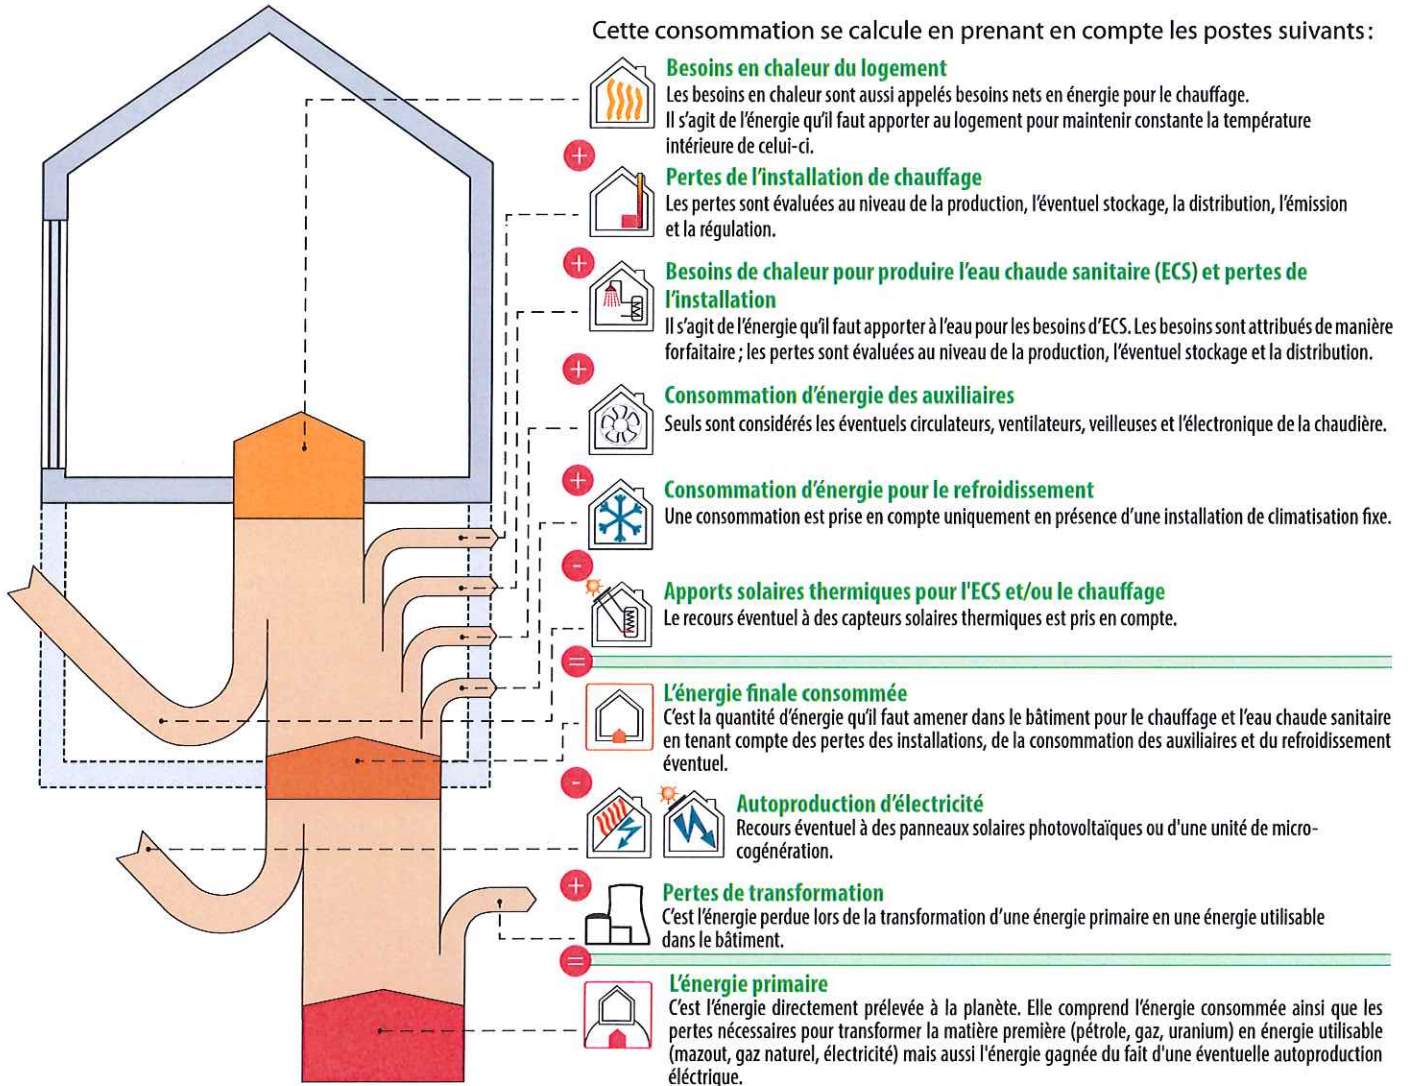 Cette consommation se calcule en prenant en compte les postes suivants :
Besoins en chaleur du logement
Les besoins en chaleur sont aussi appelés besoins nets en énergie pour le chauffage.
Il s'agit de l'énergie qu'il faut apporter au logement pour maintenir constante la température
intérieure de celui-ci.
+
Pertes de l'installation de chauffage
Les pertes sont évaluées au niveau de la production, l'éventuel stockage, la distribution, l'émission
et la régulation.
+
Besoins de chaleur pour produire l'eau chaude sanitaire (ECS) et pertes de
l'installation
Il s'agit de l'énergie qu'il faut apporter à l'eau pour les besoins d'ECS. Les besoins sont attribués de manière
forfaitaire ; les pertes sont évaluées au niveau de la production, l'éventuel stockage et la distribution.
+
Consommation d'énergie des auxiliaires
Seuls sont considérés les éventuels circulateurs, ventilateurs, veilleuses et l'électronique de la chaudière.
+
Consommation d'énergie pour le refroidissement
Une consommation est prise en compte uniquement en présence d'une installation de climatisation fixe.
-
Apports solaires thermiques pour l'ECS et/ou le chauffage
Le recours éventuel à des capteurs solaires thermiques est pris en compte.
=
L'énergie finale consommée
C'est la quantité d'énergie qu'il faut amener dans le bâtiment pour le chauffage et l'eau chaude sanitaire
en tenant compte des pertes des installations, de la consommation des auxiliaires et du refroidissement
éventuel.
-
Autoproduction d'électricité
Recours éventuel à des panneaux solaires photovoltaïques ou d'une unité de micro-
cogénération.
+
Pertes de transformation
C'est l'énergie perdue lors de la transformation d'une énergie primaire en une énergie utilisable
dans le bâtiment.
=
L'énergie primaire
C'est l'énergie directement prélevée à la planète. Elle comprend l'énergie consommée ainsi que les
pertes nécessaires pour transformer la matière première (pétrole, gaz, uranium) en énergie utilisable
(mazout, gaz naturel, électricité) mais aussi l'énergie gagnée du fait d'une éventuelle autoproduction
éléctrique.